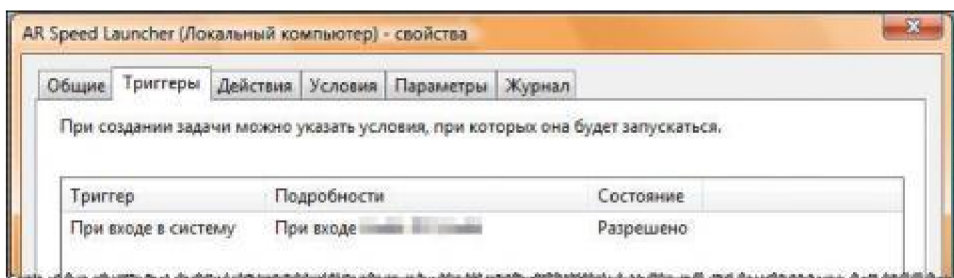 AR Speed Launcher (Локальный компьютер) - свойства
Общие Триггеры Действия Условия Параметры Журнал
При создании задачи можно указать условия, при которых она будет запускаться.
Триггер Подробности Состояние
При входе в систему При входе Разрешено